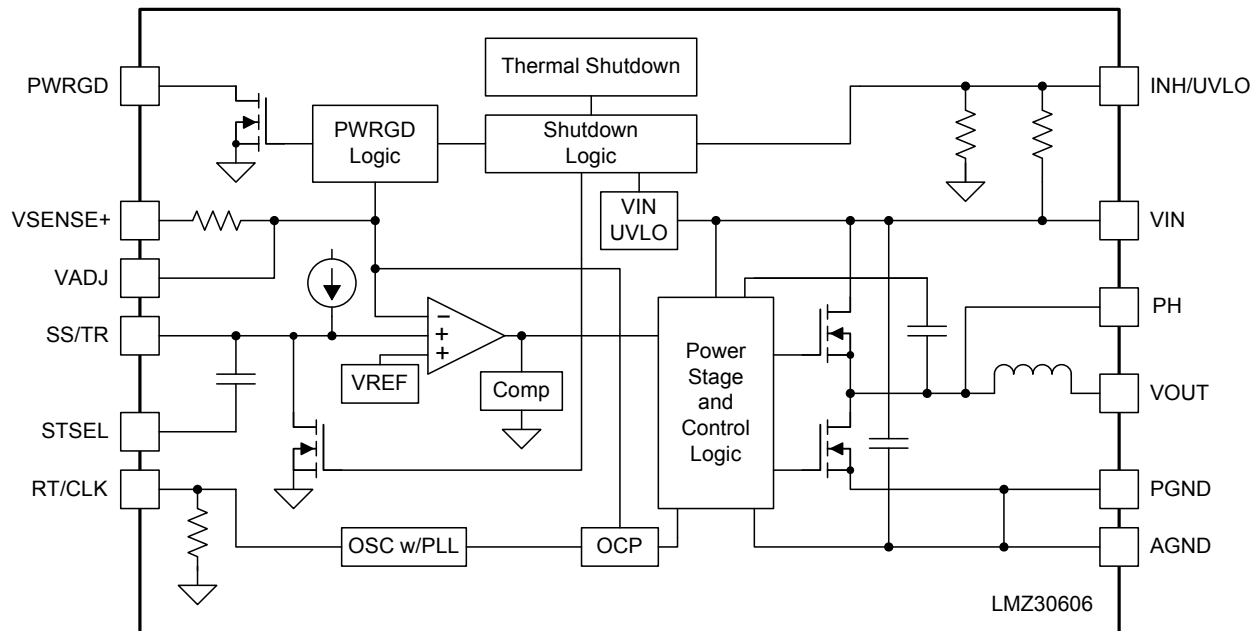 Thermal Shutdown
PWRGD
INH/UVLO
PWRGD
Logic
Shutdown
Logic
VSENSE+
VIN
UVLO
VIN
VADJ
PH
SS/TR
−
+
+
VREF
Comp
Power
Stage
and
Control
Logic
VOUT
STSEL
RT/CLK
PGND
OSC w/PLL
OCP
AGND
LMZ30606